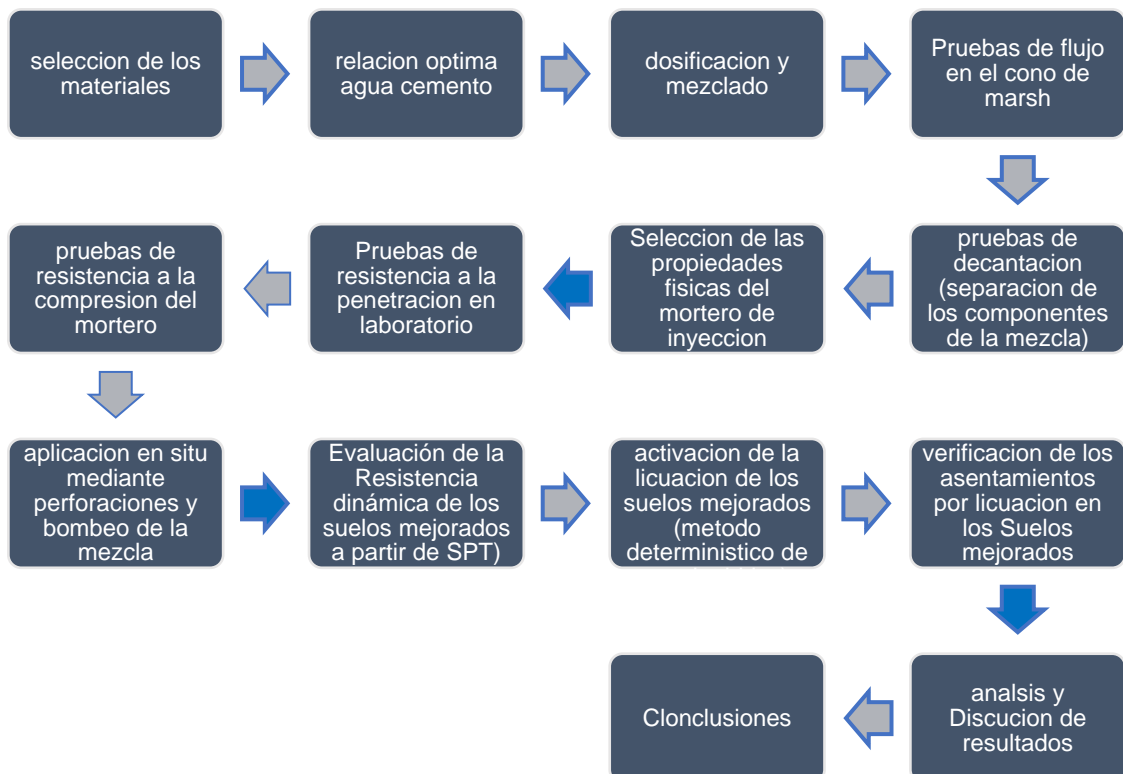 seleccion de los
materiales
relacion optima
agua cemento
dosificacion y
mezclado
Pruebas de flujo
en el cono de
marsh
pruebas de
decantacion
(separacion de
los componentes
de la mezcla)
Seleccion de las
propiedades
fisicas del
mortero de
inyeccion
Pruebas de
resistencia a la
penetracion en
laboratorio
pruebas de
resistencia a la
compresion del
mortero
aplicacion en situ
mediante
perforaciones y
bombeo de la
mezcla
Evaluación de la
Resistencia
dinámica de los
suelos mejorados
a partir de SPT)
activacion de la
licuacion de los
suelos mejorados
(metodo
deterministico de
verificacion de los
asentamientos
por licuacion en
los Suelos
mejorados
analsis y
Discucion de
resultados
Clonclusiones